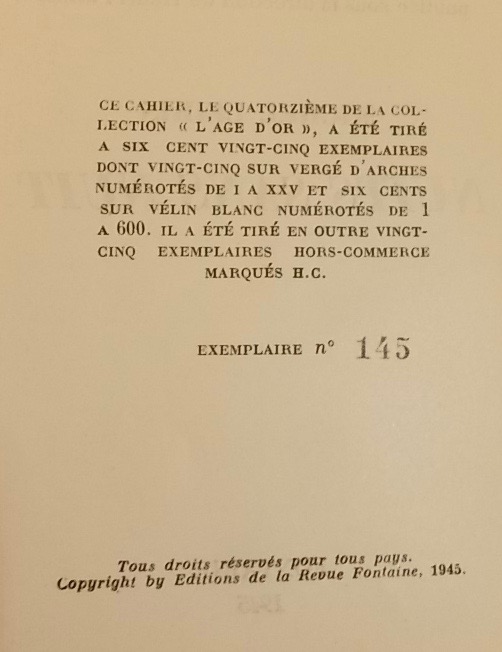 CE CAHIER, LE QUATORZIÈME DE LA COL-
LECTION « L'AGE D'OR », A ÉTÉ TIRÉ
A SIX CENT VINGT-CINQ EXEMPLAIRES
DONT VINGT-CINQ SUR VERGÉ D'ARCHES
NUMÉROTÉS DE I A XXV ET SIX CENTS
SUR VÉLIN BLANC NUMÉROTÉS DE 1
A 600. IL A ÉTÉ TIRÉ EN OUTRE VINGT-
CINQ EXEMPLAIRES HORS-COMMERCE
MARQUÉS H.C.
EXEMPLAIRE n° 145
Tous droits réservés pour tous pays.
Copyright by Editions de la Revue Fontaine, 1945.